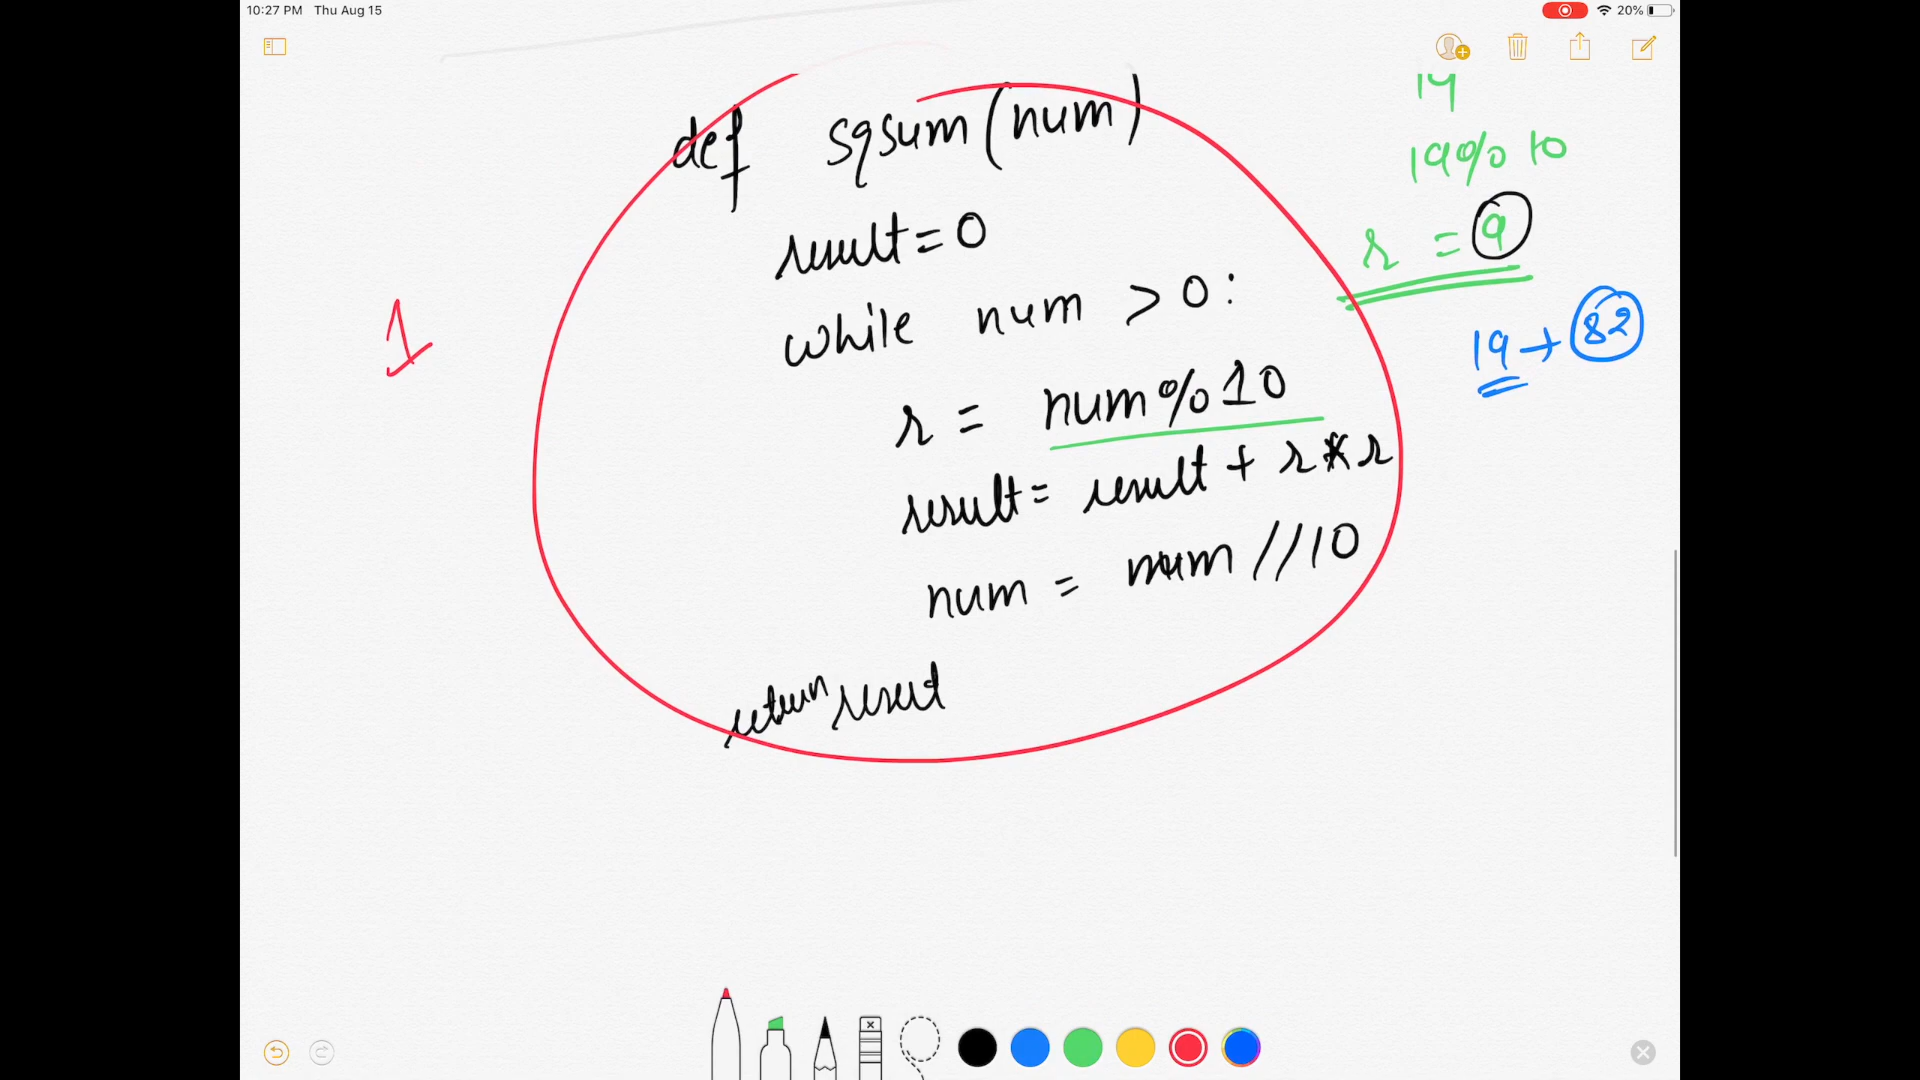 10:27 PM Thu Aug 15
20%
def sqsum(num)
result=0
while num > 0:
r = num%10
result= result + r*r
num = num //10
return result
1
19
19% 10
r = 9
19 → 82